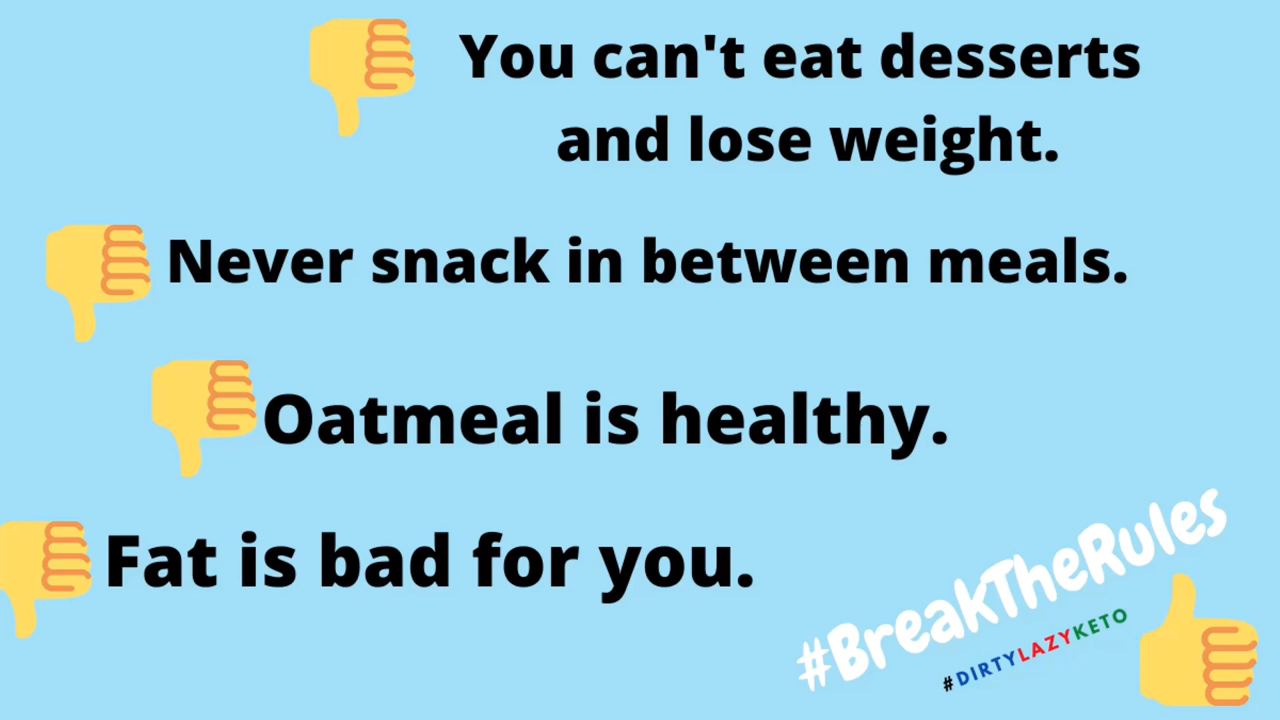 You can't eat desserts
and lose weight.
Never snack in between meals.
Oatmeal is healthy.
Fat is bad for you.
#BreakTheRules
#DIRTYLAZYKETO